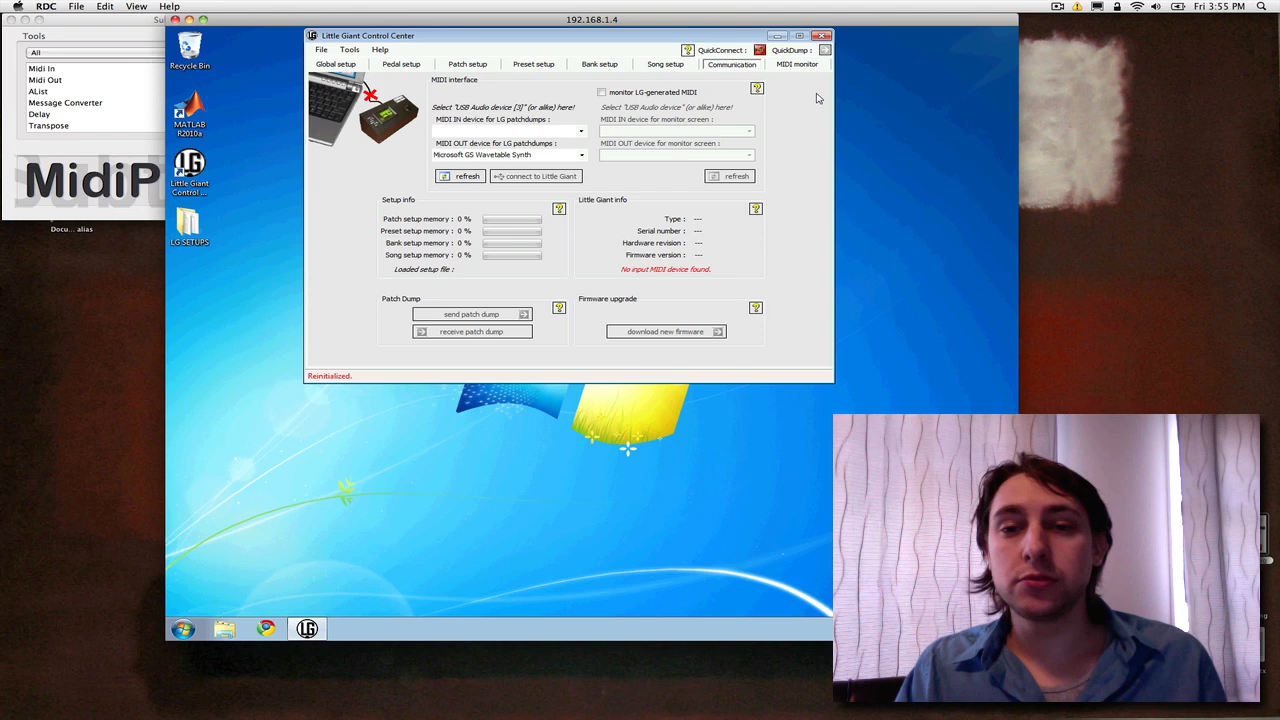 RDC File Edit View Help
Fri 3:55 PM
192.168.1.4
Tools
All
Midi In
Midi Out
AList
Message Converter
Delay
Transpose
MidiP
Docu... alias
Recycle Bin
MATLAB
R2010a
LG
Little Giant
Control ...
LG SETUPS
Little Giant Control Center
File Tools Help
QuickConnect : QuickDump :
Global setup Pedal setup Patch setup Preset setup Bank setup Song setup Communication MIDI monitor
MIDI interface
Select "USB Audio device [3]" (or alike) here!
MIDI IN device for LG patchdumps :
MIDI OUT device for LG patchdumps :
Microsoft GS Wavetable Synth
refresh
connect to Little Giant
monitor LG-generated MIDI
Select "USB Audio device" (or alike) here!
MIDI IN device for monitor screen :
MIDI OUT device for monitor screen :
refresh
Setup info
Patch setup memory : 0 %
Preset setup memory : 0 %
Bank setup memory : 0 %
Song setup memory : 0 %
Loaded setup file :
Little Giant info
Type : ---
Serial number : ---
Hardware revision : ---
Firmware version : ---
No input MIDI device found.
Patch Dump
send patch dump
receive patch dump
Firmware upgrade
download new firmware
Reinitialized.
LG